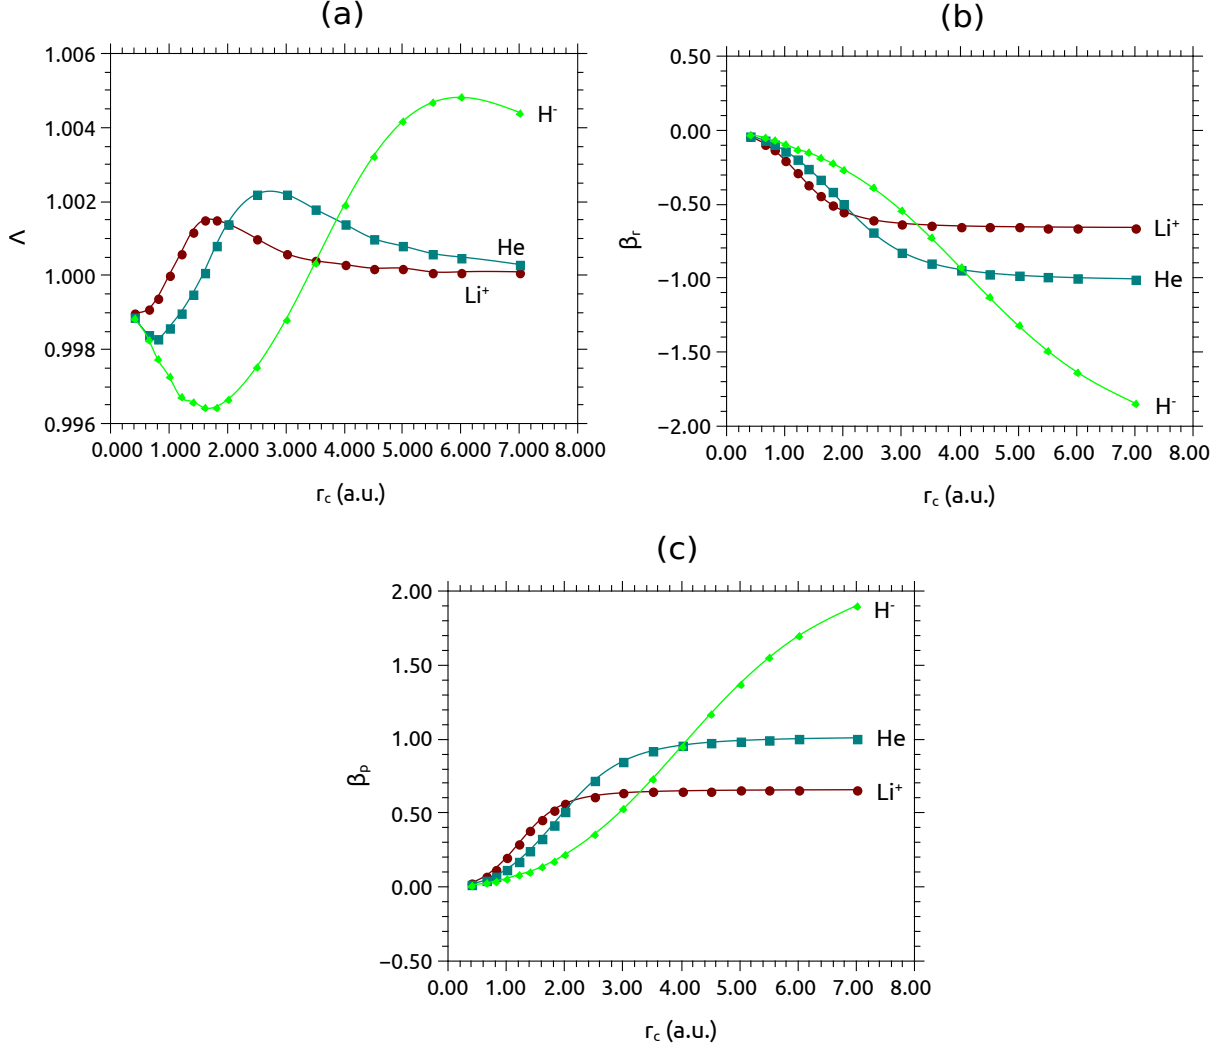 (a)
1.006
1.004
1.002
1.000
0.998
0.996
0.000 1.000 2.000 3.000 4.000 5.000 6.000 7.000 8.000
Λ
r_c (a.u.)
H⁻
He
Li⁺
(b)
0.50
0.00
−0.50
−1.00
−1.50
−2.00
0.00 1.00 2.00 3.00 4.00 5.00 6.00 7.00 8.00
β_r
r_c (a.u.)
Li⁺
He
H⁻
(c)
2.00
1.50
1.00
0.50
0.00
−0.50
0.00 1.00 2.00 3.00 4.00 5.00 6.00 7.00 8.00
β_p
r_c (a.u.)
H⁻
He
Li⁺